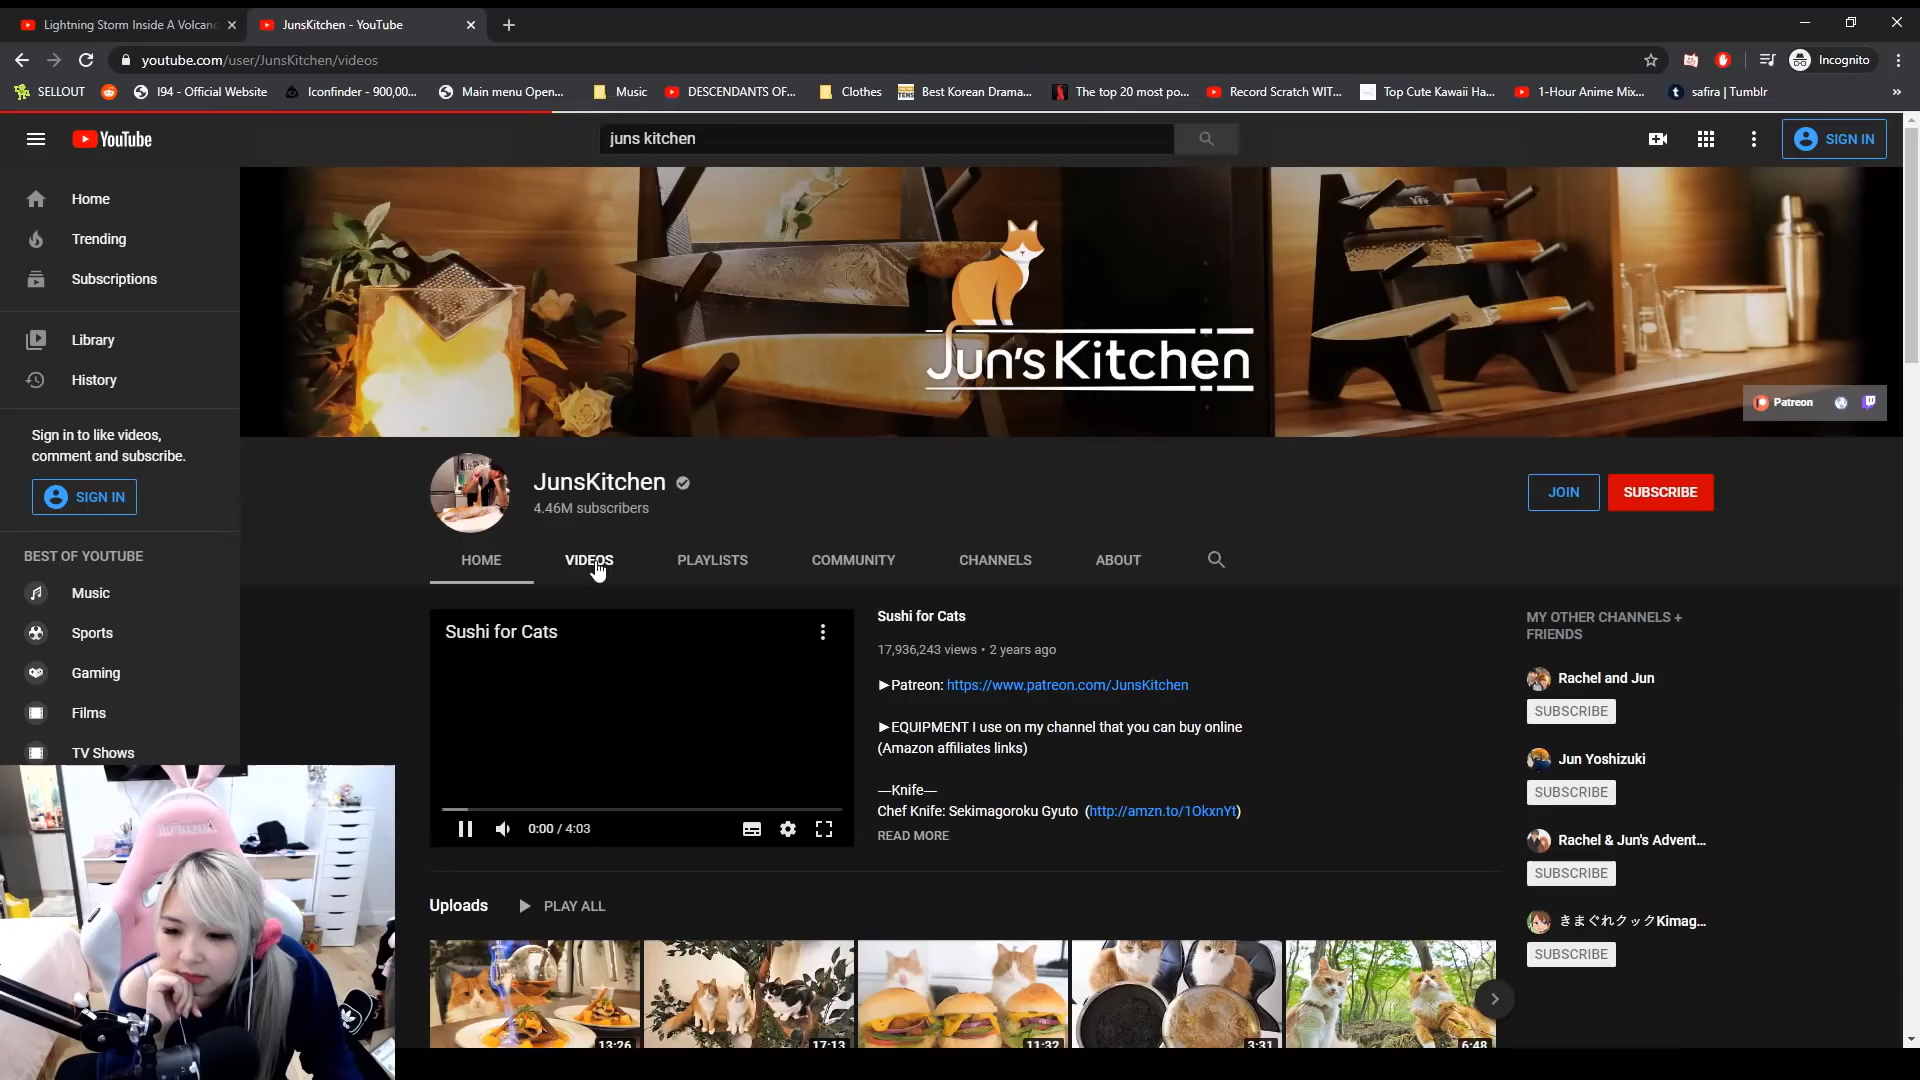 Lightning Storm Inside A Volcano
JunsKitchen - YouTube
youtube.com/user/JunsKitchen/videos
Incognito
SELLOUT
I94 - Official Website
Iconfinder - 900,00...
Main menu Open...
Music
DESCENDANTS OF...
Clothes
Best Korean Drama...
The top 20 most po...
Record Scratch WIT...
Top Cute Kawaii Ha...
1-Hour Anime Mix...
safira | Tumblr
YouTube
juns kitchen
SIGN IN
Home
Trending
Subscriptions
Library
History
Sign in to like videos,
comment and subscribe.
SIGN IN
BEST OF YOUTUBE
Music
Sports
Gaming
Films
TV Shows
Jun's Kitchen
Patreon
JunsKitchen
4.46M subscribers
JOIN
SUBSCRIBE
HOME
VIDEOS
PLAYLISTS
COMMUNITY
CHANNELS
ABOUT
Sushi for Cats
0:00 / 4:03
Sushi for Cats
17,936,243 views • 2 years ago
►Patreon: https://www.patreon.com/JunsKitchen
►EQUIPMENT I use on my channel that you can buy online
(Amazon affiliates links)
—Knife—
Chef Knife: Sekimagoroku Gyuto (http://amzn.to/1OkxnYt)
READ MORE
MY OTHER CHANNELS +
FRIENDS
Rachel and Jun
SUBSCRIBE
Jun Yoshizuki
SUBSCRIBE
Rachel & Jun's Advent...
SUBSCRIBE
きまぐれクックKimag...
SUBSCRIBE
Uploads
PLAY ALL
13:26
17:13
11:32
3:31
6:48